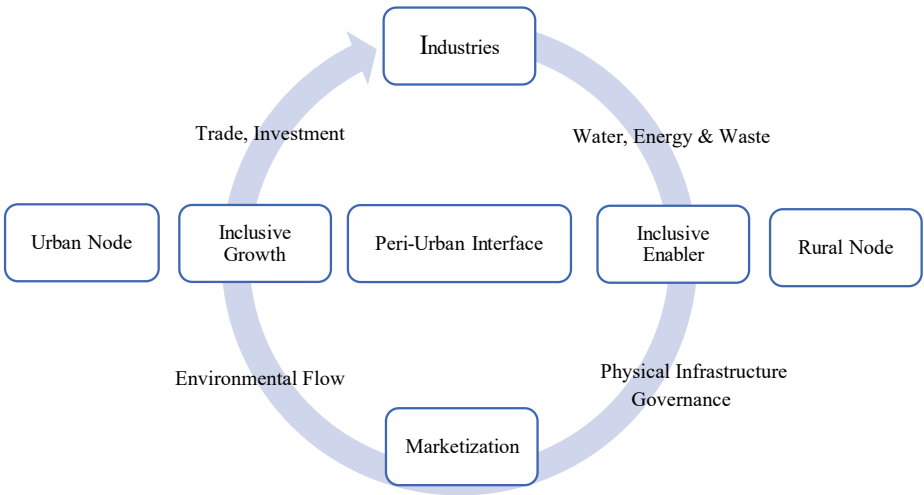 Industries
Trade, Investment
Water, Energy & Waste
Urban Node
Inclusive
Growth
Peri-Urban Interface
Inclusive
Enabler
Rural Node
Environmental Flow
Physical Infrastructure
Governance
Marketization